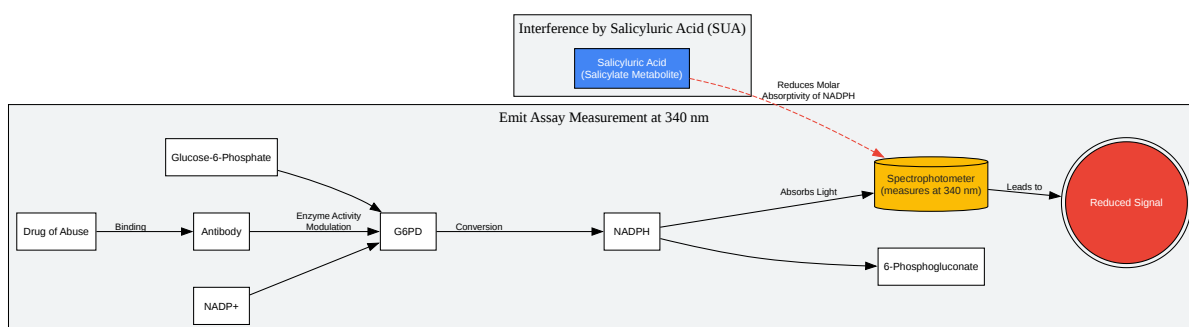 Interference by Salicyluric Acid (SUA)
Salicyluric Acid
(Salicylate Metabolite)
Reduces Molar
Absorptivity of NADPH
Emit Assay Measurement at 340 nm
Glucose-6-Phosphate
Spectrophotometer
(measures at 340 nm)
Absorbs Light
Leads to
Reduced Signal
Drug of Abuse
Binding
Antibody
Enzyme Activity
Modulation
G6PD
Conversion
NADPH
6-Phosphogluconate
NADP+